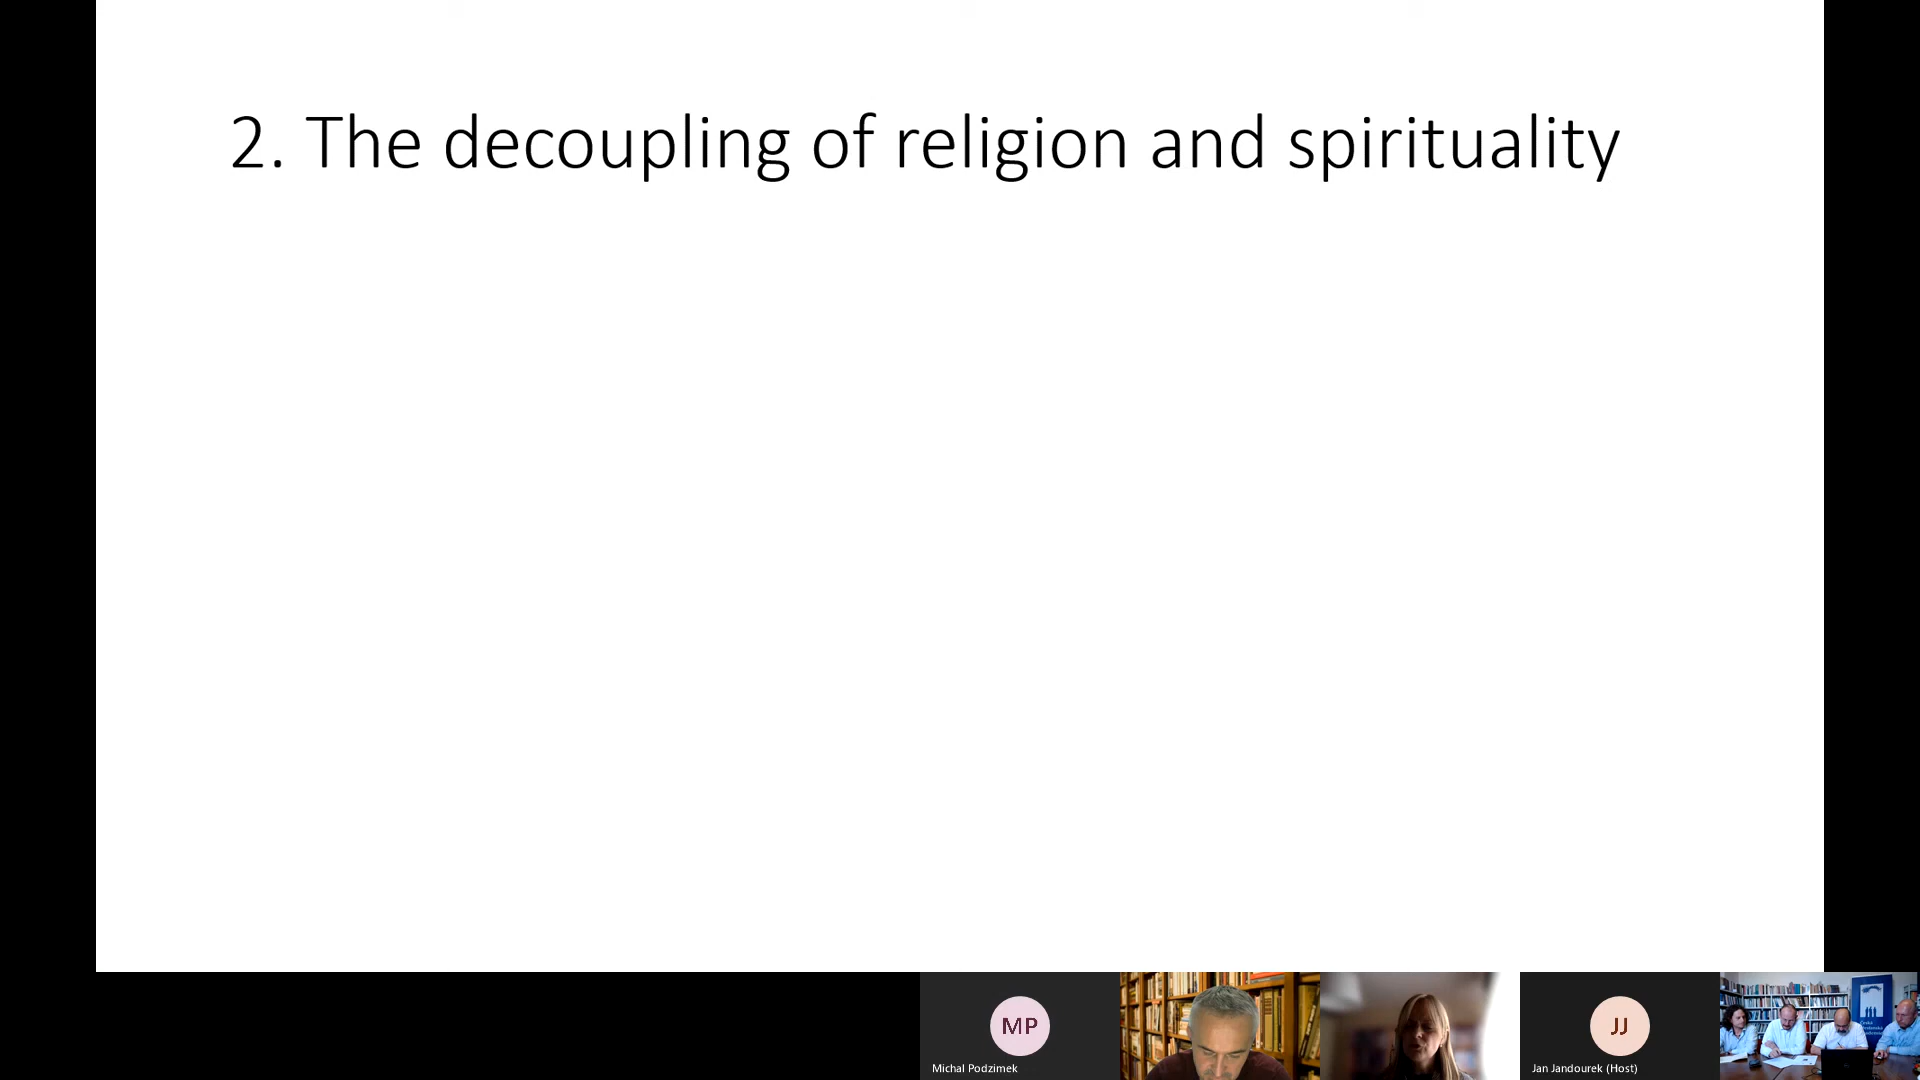 2. The decoupling of religion and spirituality
MP
Michal Podzimek
JJ
Jan Jandourek (Host)